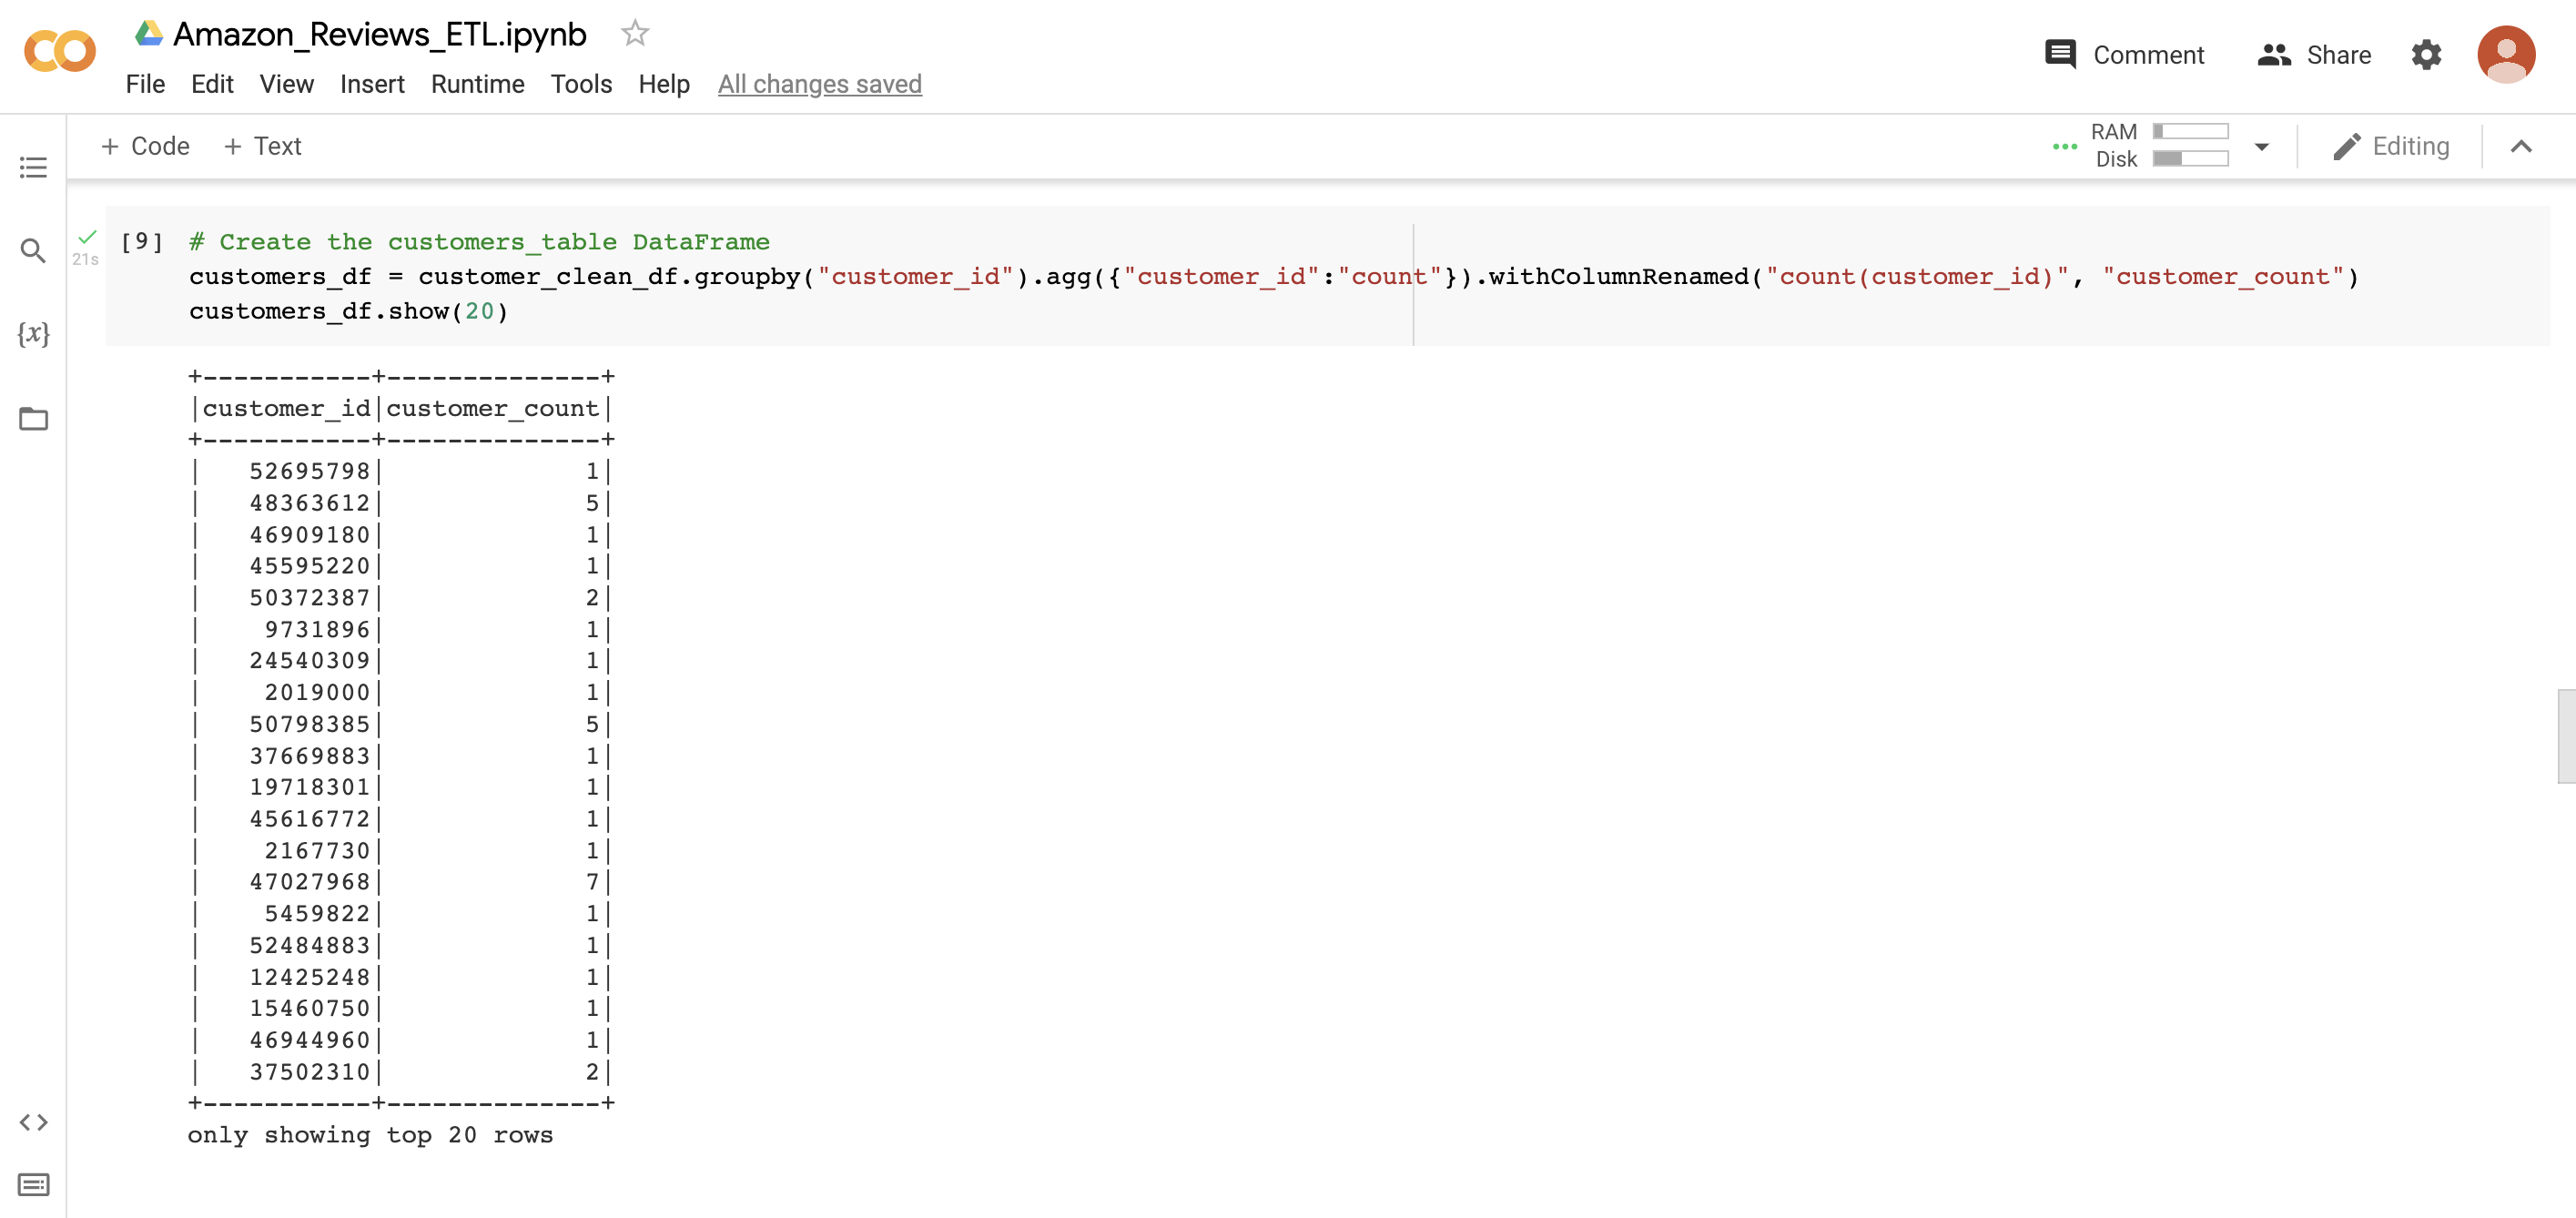 Amazon_Reviews_ETL.ipynb
File Edit View Insert Runtime Tools Help All changes saved
Comment Share
+ Code + Text
RAM
Disk
Editing
{x}
21s
[9] # Create the customers_table DataFrame
customers_df = customer_clean_df.groupby("customer_id").agg({"customer_id":"count"}).withColumnRenamed("count(customer_id)", "customer_count")
customers_df.show(20)
+-----------+--------------+
|customer_id|customer_count|
+-----------+--------------+
|   52695798|             1|
|   48363612|             5|
|   46909180|             1|
|   45595220|             1|
|   50372387|             2|
|    9731896|             1|
|   24540309|             1|
|    2019000|             1|
|   50798385|             5|
|   37669883|             1|
|   19718301|             1|
|   45616772|             1|
|    2167730|             1|
|   47027968|             7|
|    5459822|             1|
|   52484883|             1|
|   12425248|             1|
|   15460750|             1|
|   46944960|             1|
|   37502310|             2|
+-----------+--------------+
only showing top 20 rows